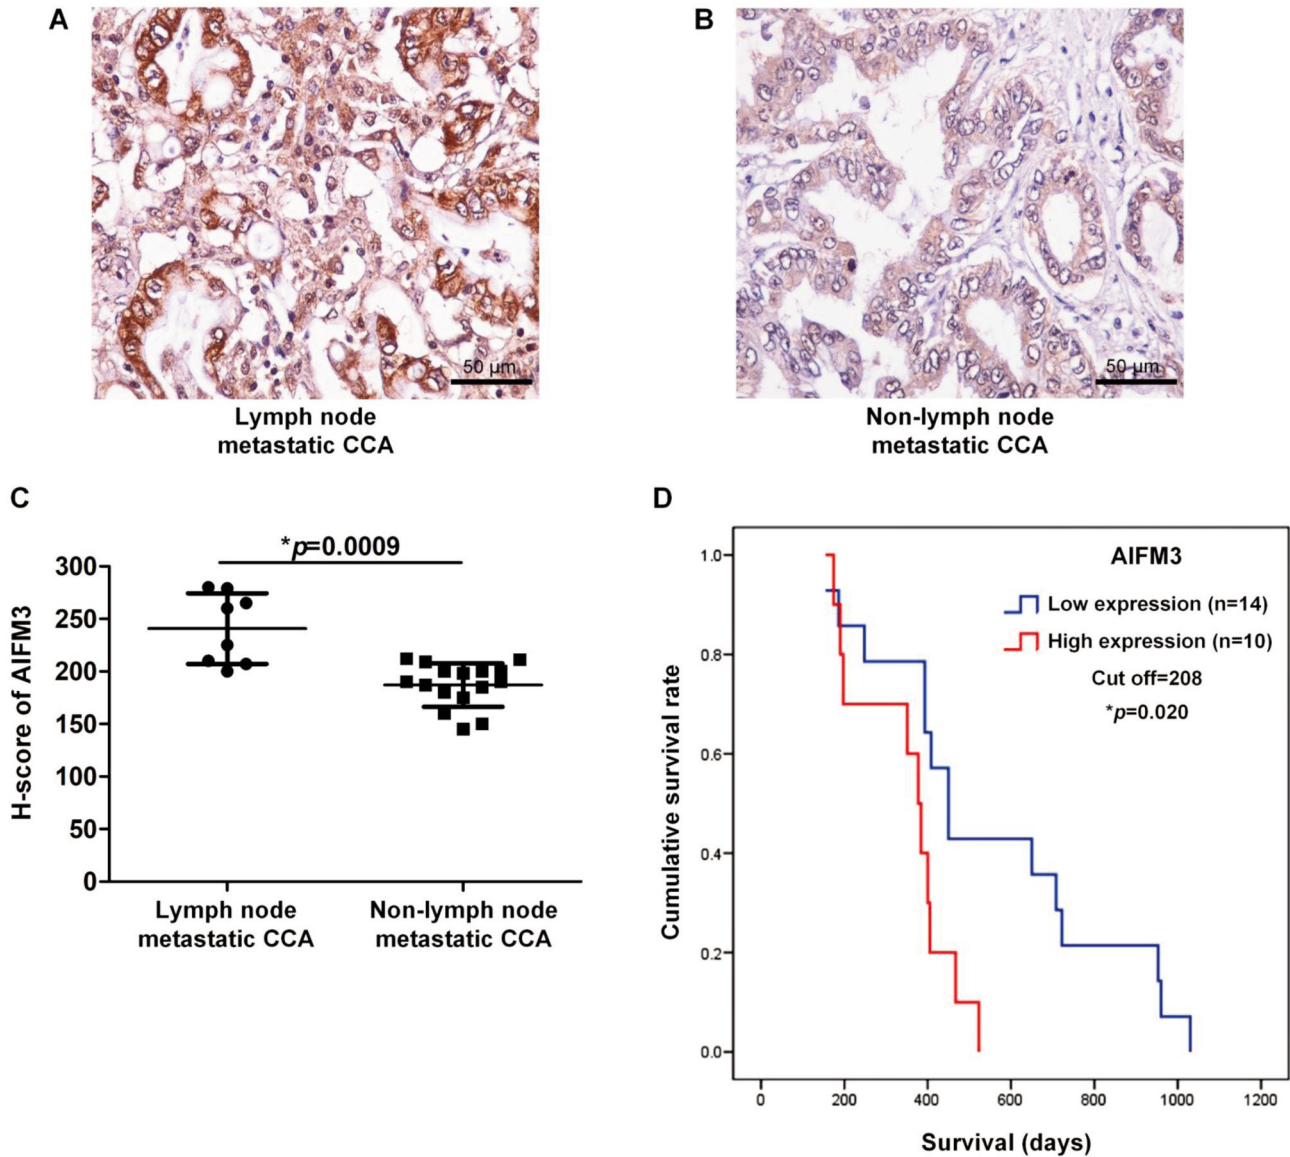 A
B
50 µm
50 µm
Lymph node
metastatic CCA
Non-lymph node
metastatic CCA
C
*p=0.0009
300
250
200
150
100
50
0
H-score of AIFM3
Lymph node
metastatic CCA
Non-lymph node
metastatic CCA
D
AIFM3
Low expression (n=14)
High expression (n=10)
Cut off=208
*p=0.020
1.0
0.8
0.6
0.4
0.2
0.0
Cumulative survival rate
0 200 400 600 800 1000 1200
Survival (days)